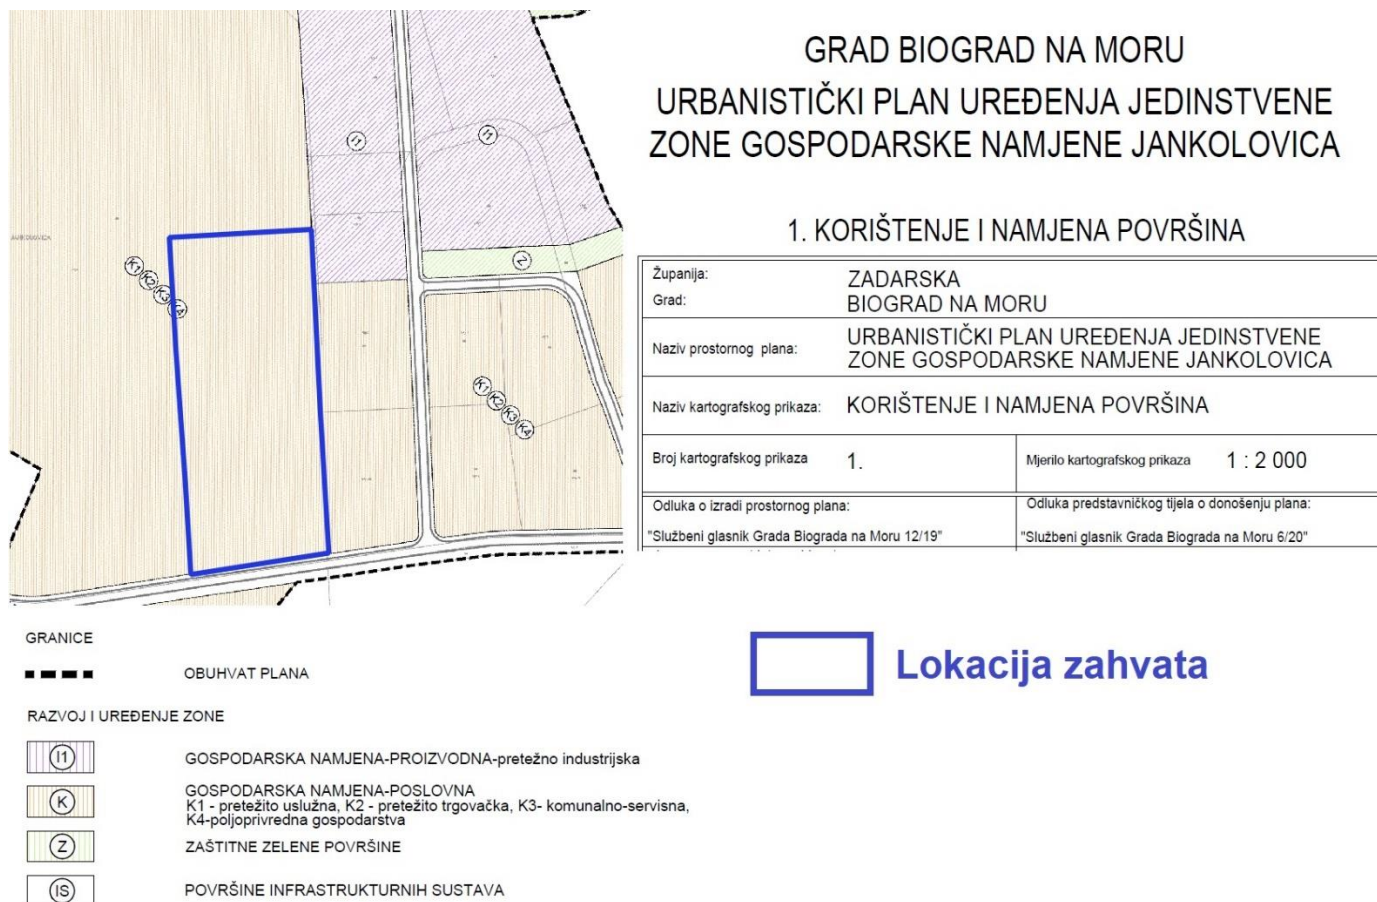 I1
I1
Z
K1
K2
K3
K4
K1
K2
K3
K4
GRAD BIOGRAD NA MORU
URBANISTIČKI PLAN UREĐENJA JEDINSTVENE
ZONE GOSPODARSKE NAMJENE JANKOLOVICA
1. KORIŠTENJE I NAMJENA POVRŠINA
Županija: ZADARSKA
Grad: BIOGRAD NA MORU
Naziv prostornog plana: URBANISTIČKI PLAN UREĐENJA JEDINSTVENE
ZONE GOSPODARSKE NAMJENE JANKOLOVICA
Naziv kartografskog prikaza: KORIŠTENJE I NAMJENA POVRŠINA
Broj kartografskog prikaza 1. Mjerilo kartografskog prikaza 1 : 2 000
Odluka o izradi prostornog plana: Odluka predstavničkog tijela o donošenju plana:
"Službeni glasnik Grada Biograda na Moru 12/19" "Službeni glasnik Grada Biograda na Moru 6/20"
GRANICE
OBUHVAT PLANA
Lokacija zahvata
RAZVOJ I UREĐENJE ZONE
I1 GOSPODARSKA NAMJENA-PROIZVODNA-pretežno industrijska
K GOSPODARSKA NAMJENA-POSLOVNA
K1 - pretežito uslužna, K2 - pretežito trgovačka, K3- komunalno-servisna,
K4-poljoprivredna gospodarstva
Z ZAŠTITNE ZELENE POVRŠINE
IS POVRŠINE INFRASTRUKTURNIH SUSTAVA